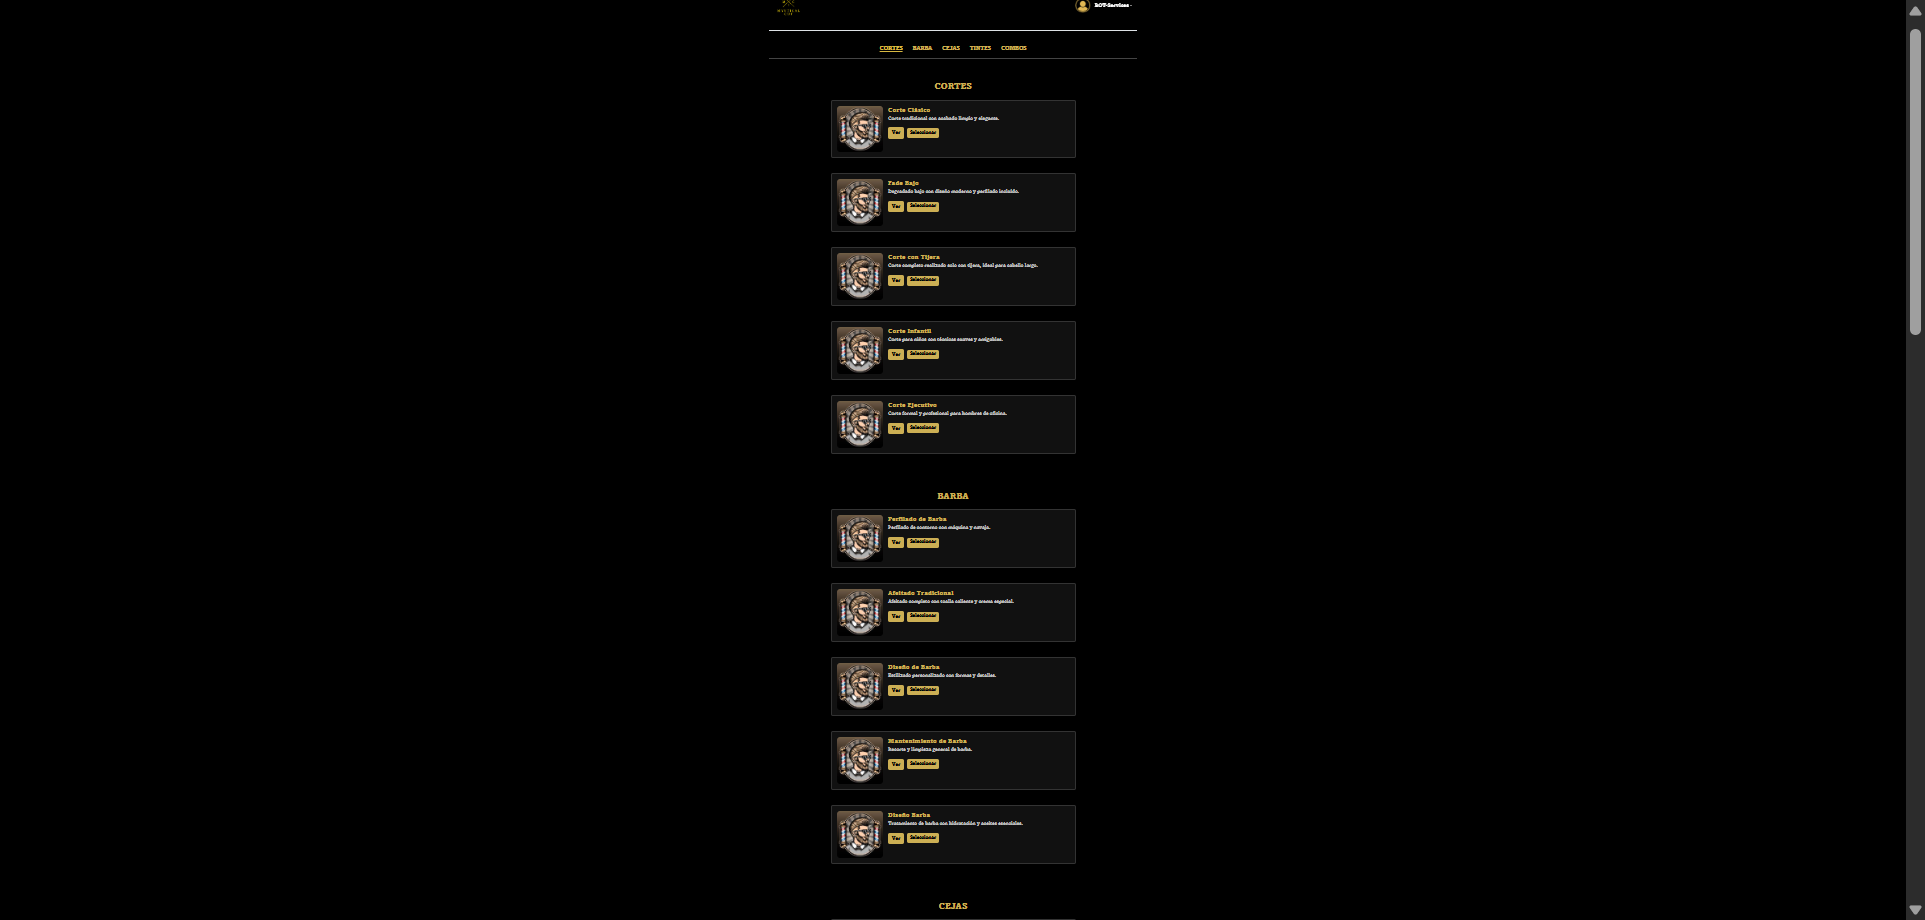 BOT-Services
CORTES BARBA CEJAS TINTES COMBOS
CORTES
Corte Clásico
Corte tradicional con acabado limpio y elegante.
Ver Seleccionar
Fade Bajo
Degradado bajo con diseño moderno y perfilado incluido.
Ver Seleccionar
Corte con Tijera
Corte completo realizado solo con tijera, ideal para cabello largo.
Ver Seleccionar
Corte Infantil
Corte para niños con técnicas suaves y amigables.
Ver Seleccionar
Corte Ejecutivo
Corte formal y profesional para hombres de oficina.
Ver Seleccionar
BARBA
Perfilado de Barba
Perfilado de contorno con máquina y navaja.
Ver Seleccionar
Afeitado Tradicional
Afeitado completo con toalla caliente y crema especial.
Ver Seleccionar
Diseño de Barba
Estilizado personalizado con formas y detalles.
Ver Seleccionar
Mantenimiento de Barba
Recorte y limpieza general de barba.
Ver Seleccionar
Diseño Barba
Tratamiento de barba con hidratación y aceites esenciales.
Ver Seleccionar
CEJAS